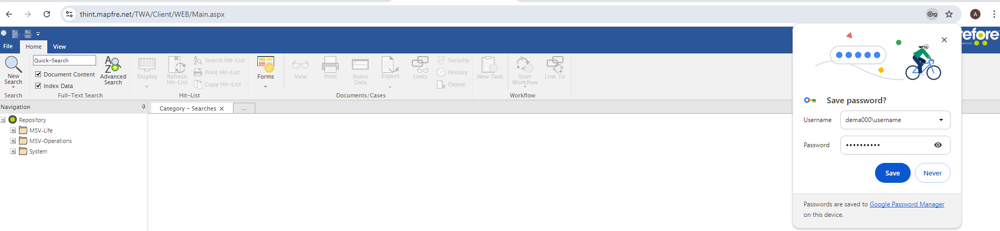 thint.mapfre.net/TWA/Client/WEB/Main.aspx
A
refore
File Home View
Quick-Search
Document Content
Index Data
New Search
Advanced Search
Display
Refresh Hit-List
Search Hit-List
Print Hit-List
Copy Hit-List
Forms
View
Print
Index Data
Export
Links
Security
History
Delete
New Task
Start Workflow
Link To
Search
Full-Text Search
Hit-List
Documents/Cases
Workflow
Navigation
Repository
MSV-Life
MSV-Operations
System
Category - Searches
...
Save password?
Username dema000\username
Password ••••••••••
Save Never
Passwords are saved to Google Password Manager
on this device.